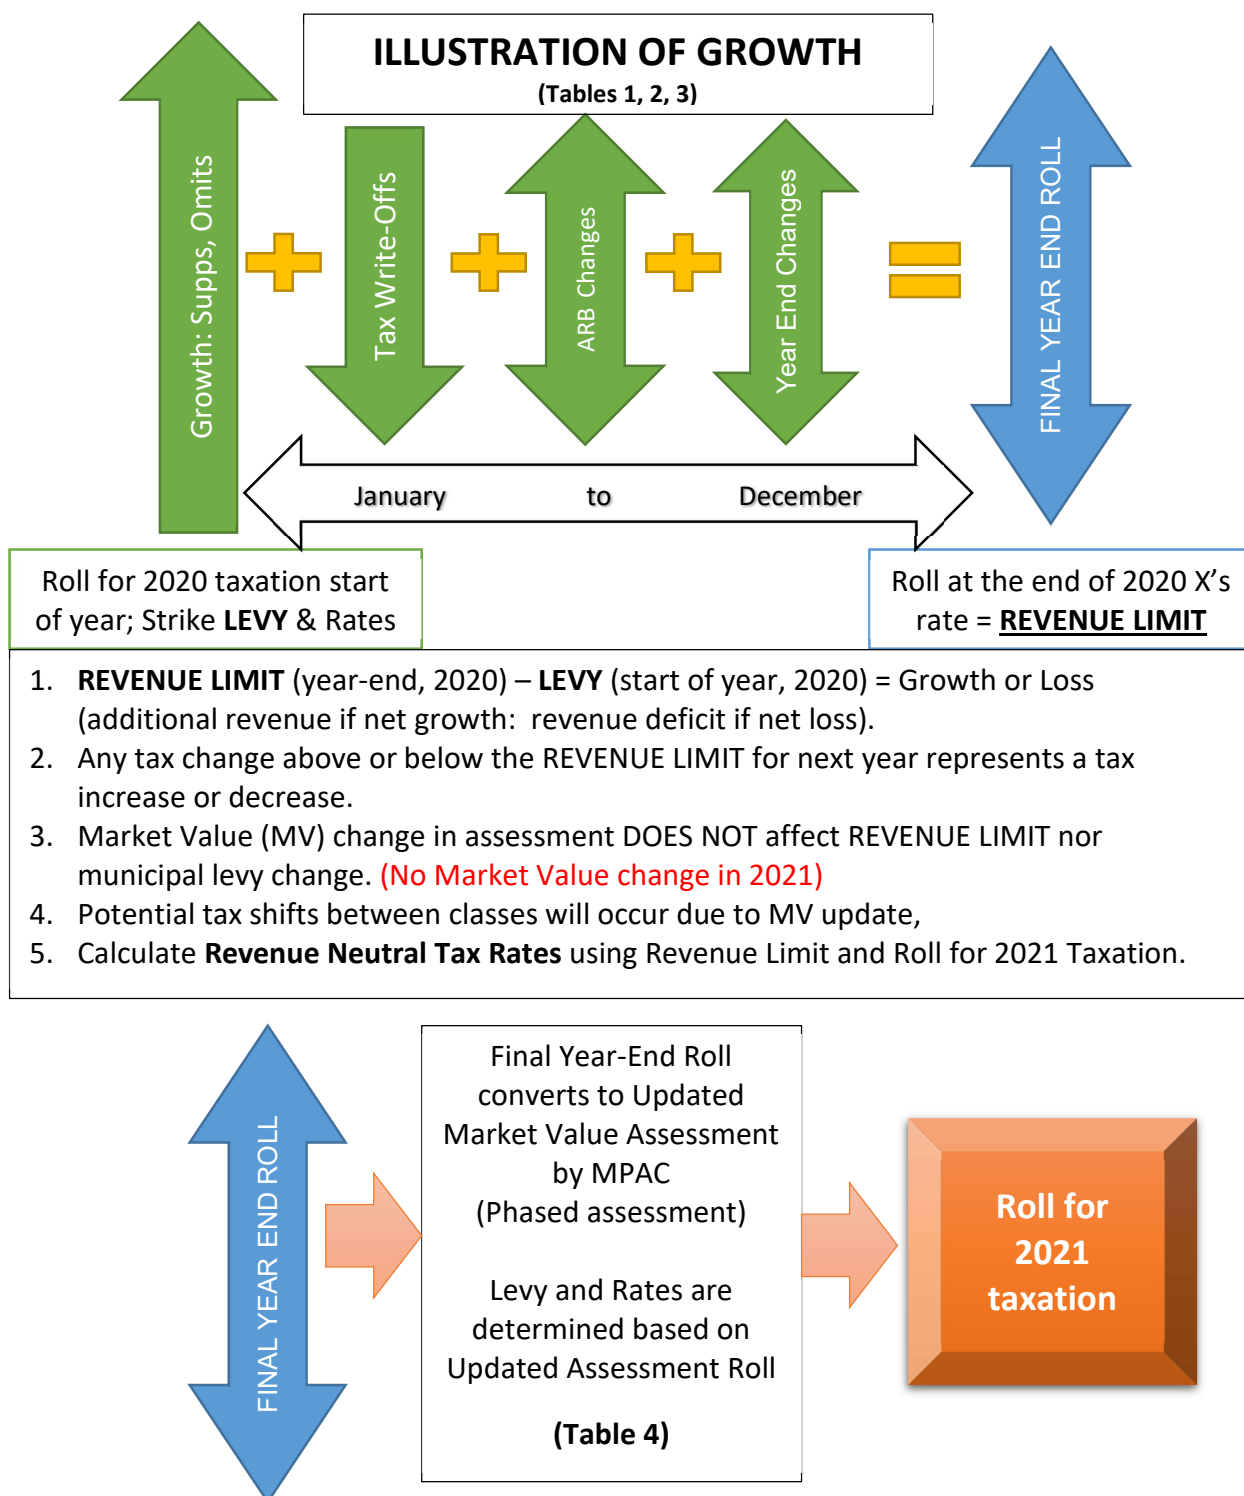 ILLUSTRATION OF GROWTH
(Tables 1, 2, 3)
Growth: Supps, Omits
Tax Write-Offs
ARB Changes
Year End Changes
FINAL YEAR END ROLL
January to December
Roll for 2020 taxation start
of year; Strike LEVY & Rates
Roll at the end of 2020 X’s
rate = REVENUE LIMIT
1. REVENUE LIMIT (year-end, 2020) – LEVY (start of year, 2020) = Growth or Loss
(additional revenue if net growth: revenue deficit if net loss).
2. Any tax change above or below the REVENUE LIMIT for next year represents a tax
increase or decrease.
3. Market Value (MV) change in assessment DOES NOT affect REVENUE LIMIT nor
municipal levy change. (No Market Value change in 2021)
4. Potential tax shifts between classes will occur due to MV update,
5. Calculate Revenue Neutral Tax Rates using Revenue Limit and Roll for 2021 Taxation.
FINAL YEAR END ROLL
Final Year-End Roll
converts to Updated
Market Value Assessment
by MPAC
(Phased assessment)
Levy and Rates are
determined based on
Updated Assessment Roll
(Table 4)
Roll for
2021
taxation